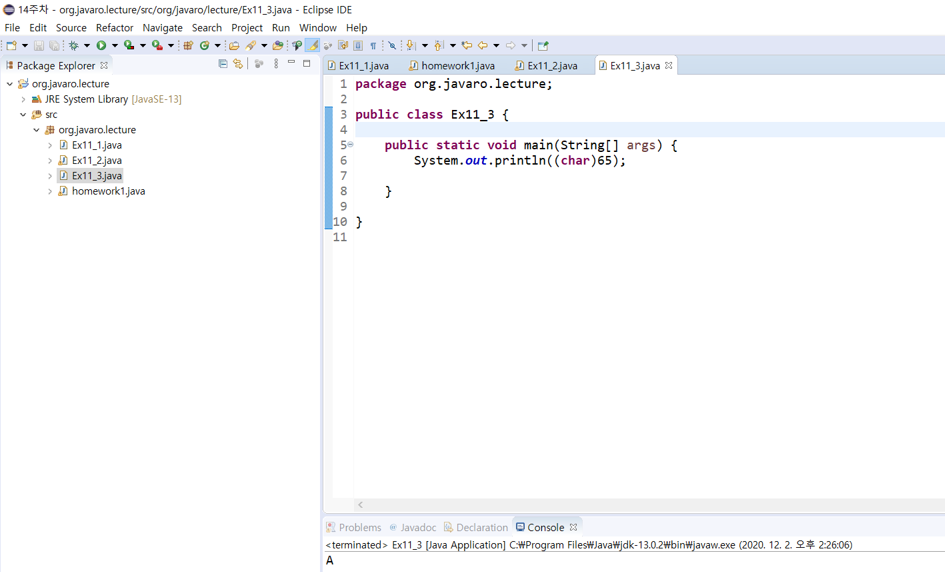 14주차 - org.javaro.lecture/src/org/javaro/lecture/Ex11_3.java - Eclipse IDE
File Edit Source Refactor Navigate Search Project Run Window Help
Package Explorer
org.javaro.lecture
JRE System Library [JavaSE-13]
src
org.javaro.lecture
Ex11_1.java
Ex11_2.java
Ex11_3.java
homework1.java
Ex11_1.java homework1.java Ex11_2.java Ex11_3.java
1 package org.javaro.lecture;
2
3 public class Ex11_3 {
4
5 public static void main(String[] args) {
6 System.out.println((char)65);
7
8 }
9
10 }
11
Problems Javadoc Declaration Console
<terminated> Ex11_3 [Java Application] C:₩Program Files₩Java₩jdk-13.0.2₩bin₩javaw.exe (2020. 12. 2. 오후 2:26:06)
A